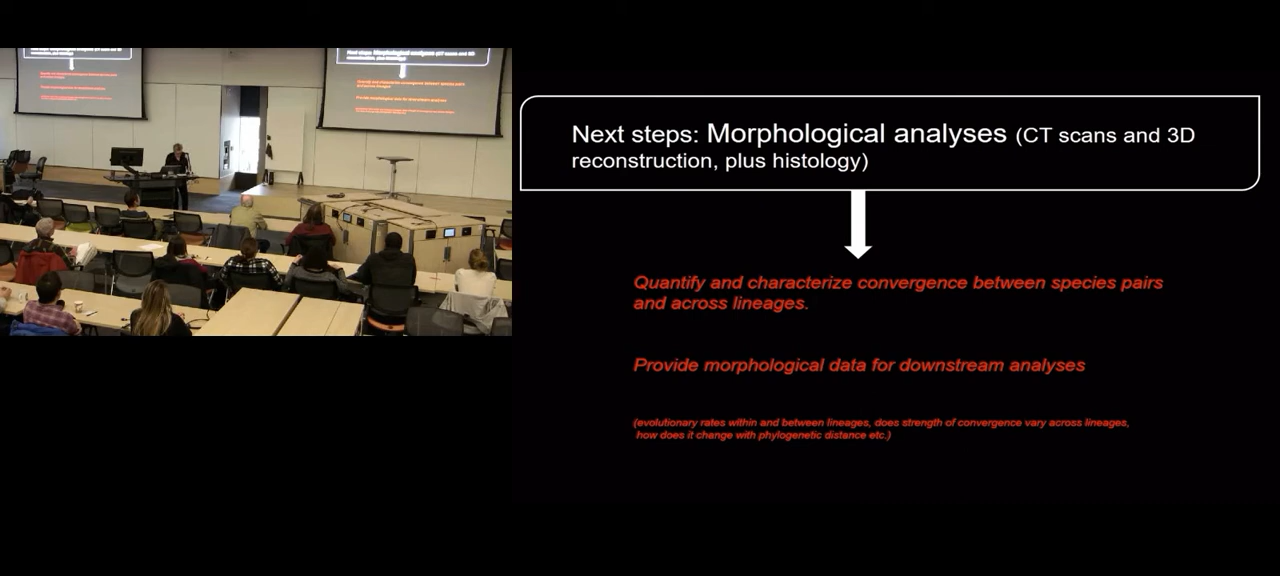 Next steps: Morphological analyses (CT scans and 3D
reconstruction, plus histology)
Quantify and characterize convergence between species pairs
and across lineages.
Provide morphological data for downstream analyses
(evolutionary rates within and between lineages, does strength of convergence vary across lineages,
how does it change with phylogenetic distance etc.)